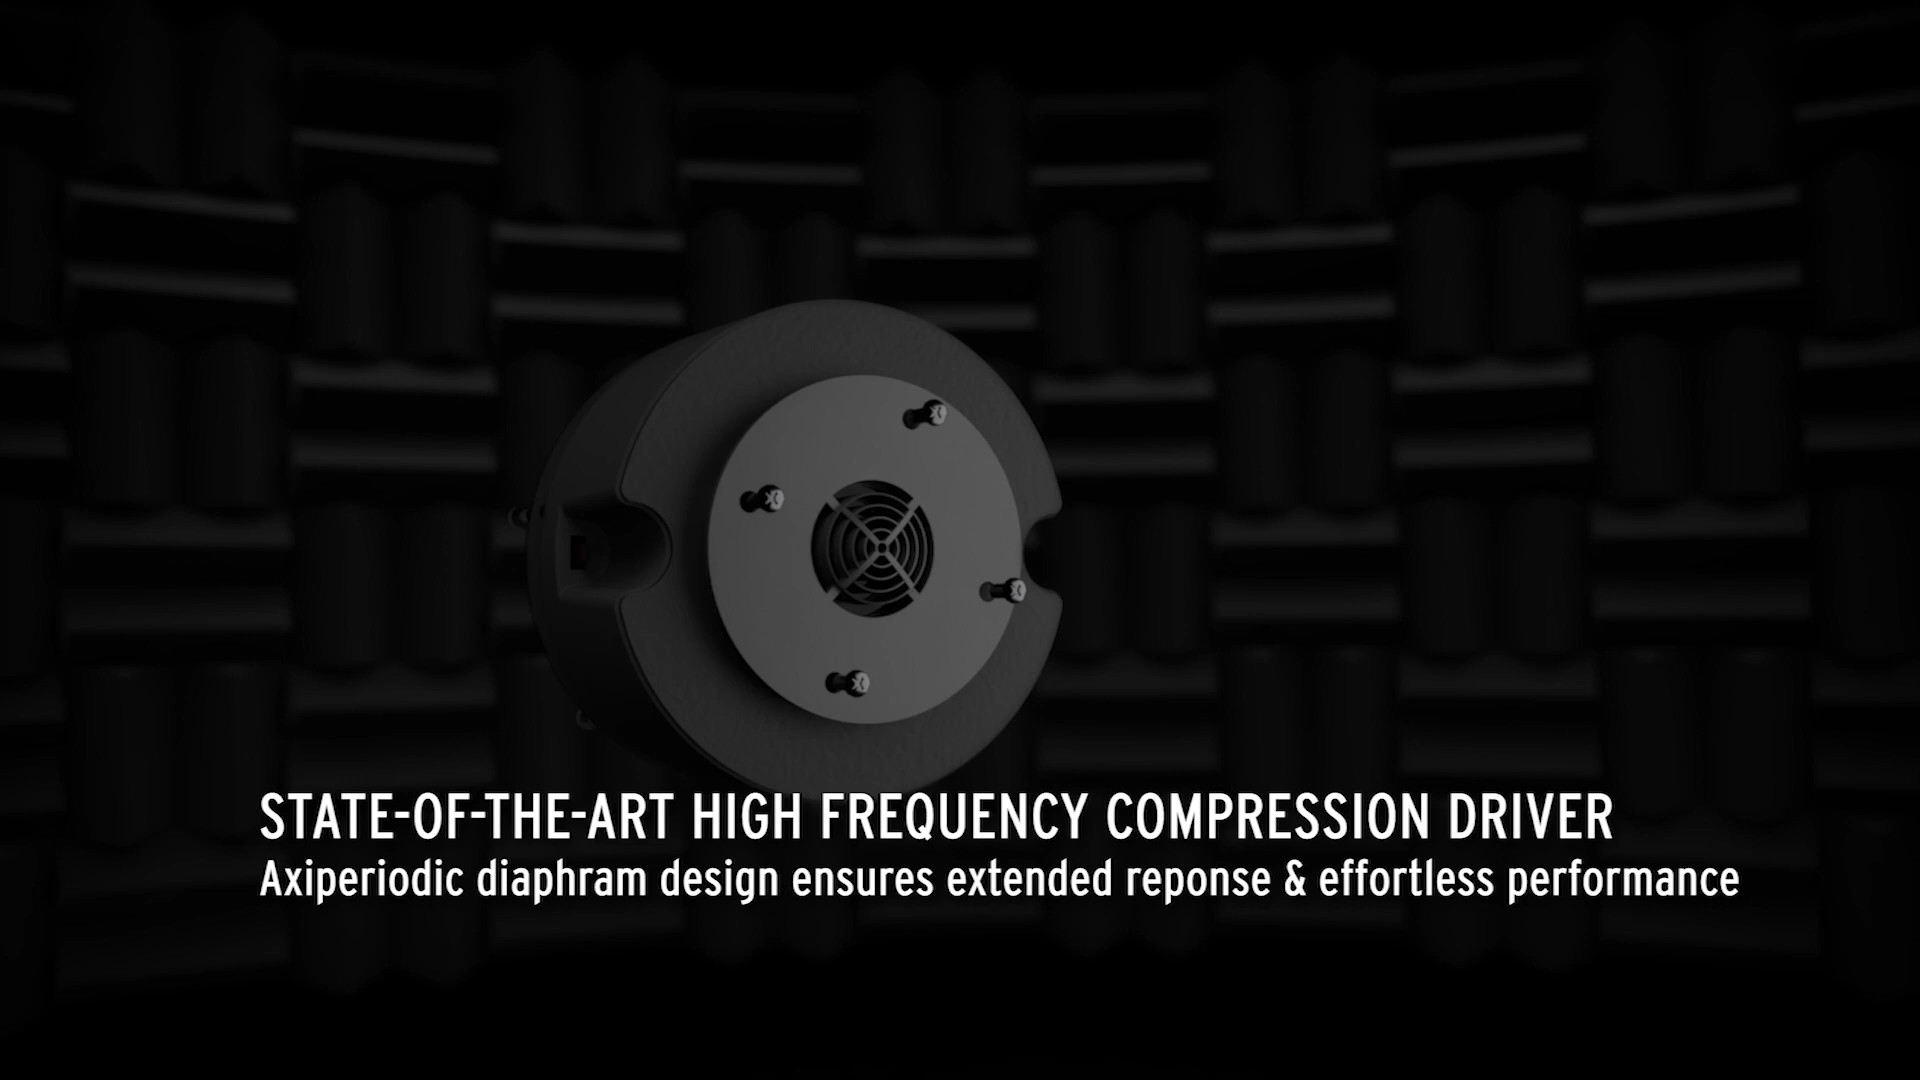 STATE-OF-THE-ART HIGH FREQUENCY COMPRESSION DRIVER
Axiperiodic diaphram design ensures extended reponse & effortless performance